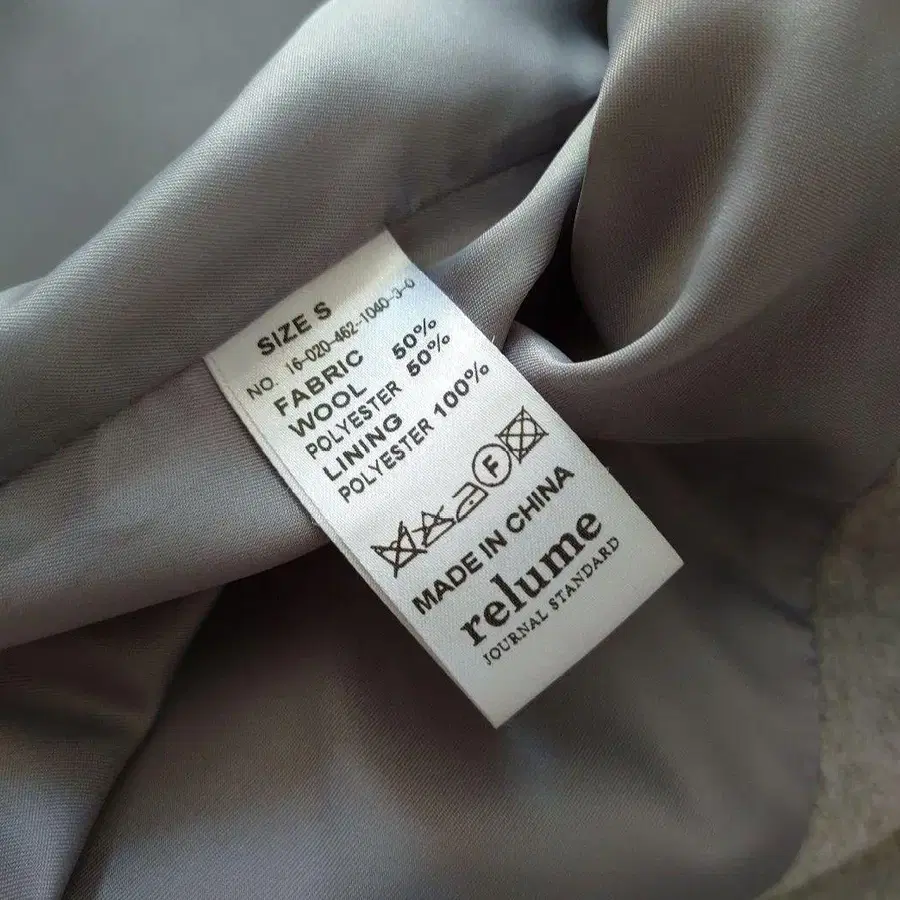 SIZE S
NO. 16-020-462-1040-3-0
FABRIC
WOOL 50%
POLYESTER 50%
LINING
POLYESTER 100%
F
MADE IN CHINA
relume
JOURNAL STANDARD